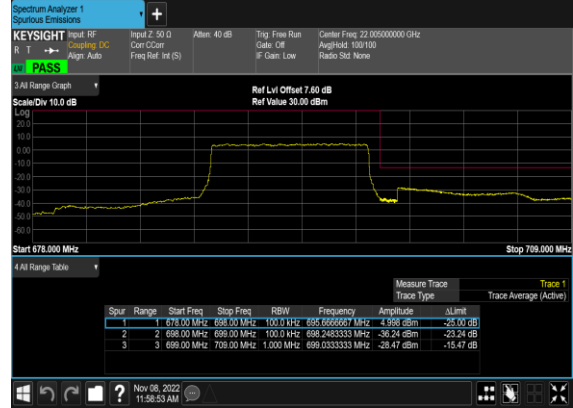 Spectrum Analyzer 1
Spurious Emissions
+
KEYSIGHT Input: RF Input Z: 50 Ω Atten: 40 dB Trig: Free Run Center Freq: 22.005000000 GHz
R T Coupling: DC Corr CCorr Gate: Off Avg|Hold: 100/100
Align: Auto Freq Ref: Int (S) IF Gain: Low Radio Std: None
PASS
3 All Range Graph
Ref Lvl Offset 7.60 dB
Scale/Div 10.0 dB Ref Value 30.00 dBm
Log
20.0
10.0
0.00
-10.0
-20.0
-30.0
-40.0
-50.0
-60.0
Start 678.000 MHz Stop 709.000 MHz
4 All Range Table
Measure Trace Trace 1
Trace Type Trace Average (Active)
Spur Range Start Freq Stop Freq RBW Frequency Amplitude ΔLimit
1 1 678.00 MHz 698.00 MHz 100.0 kHz 695.6666667 MHz 4.998 dBm -25.00 dB
2 2 698.00 MHz 699.00 MHz 100.0 kHz 698.2483333 MHz -36.24 dBm -23.24 dB
3 3 699.00 MHz 709.00 MHz 1.000 MHz 699.0333333 MHz -28.47 dBm -15.47 dB
?
Nov 08, 2022
11:58:53 AM